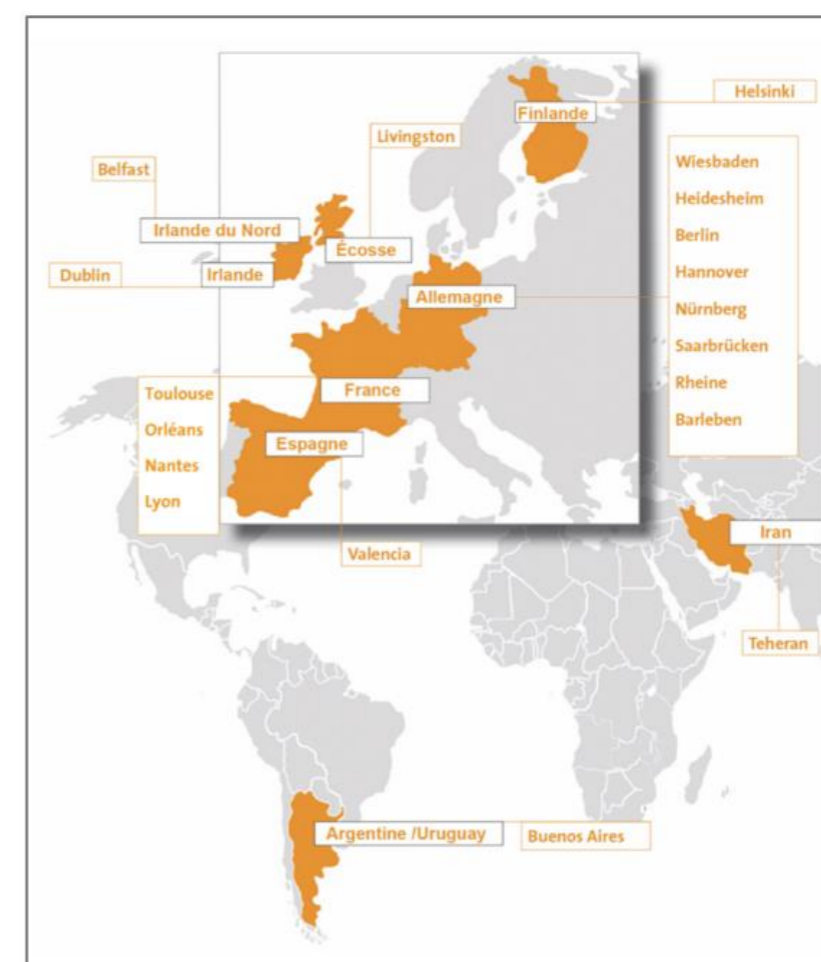 Helsinki
Finlande
Livingston
Belfast
Irlande du Nord
Écosse
Dublin
Irlande
Allemagne
Wiesbaden
Heidesheim
Berlin
Hannover
Nürnberg
Saarbrücken
Rheine
Barleben
France
Toulouse
Orléans
Nantes
Lyon
Espagne
Valencia
Iran
Teheran
Argentine /Uruguay
Buenos Aires